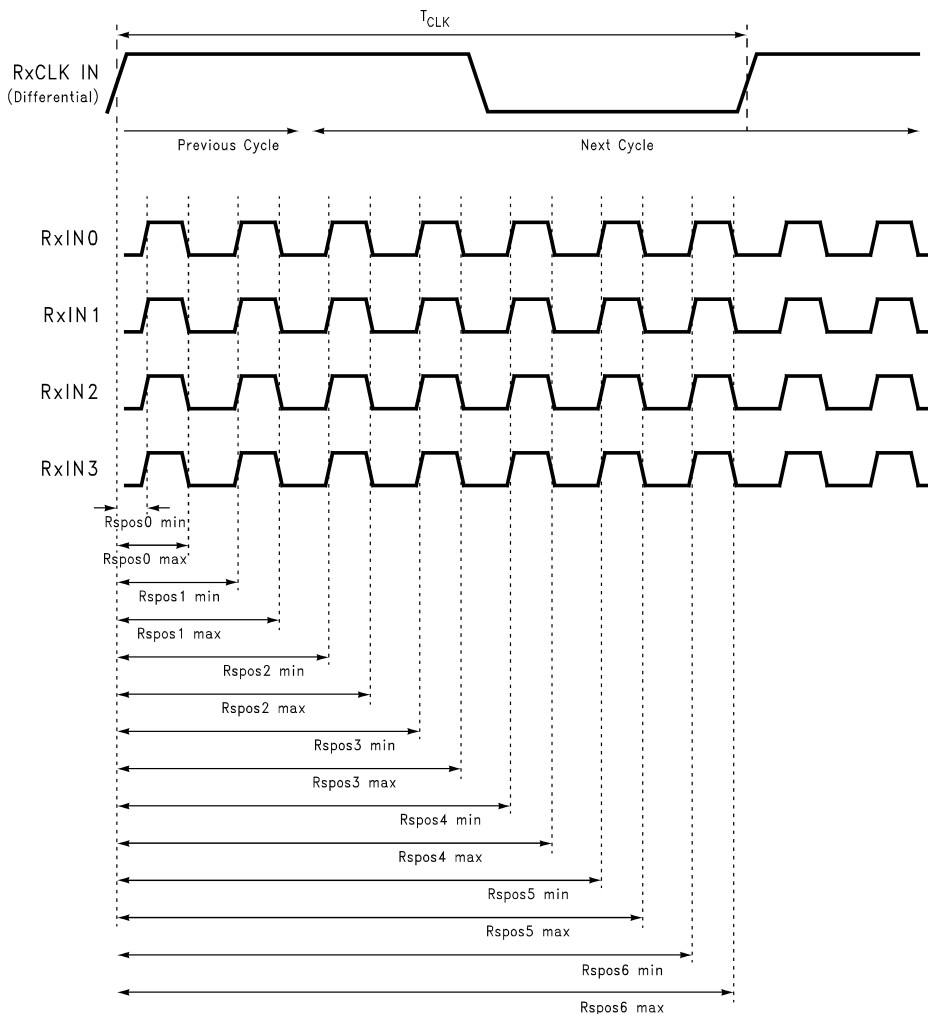 T_CLK
RxCLK IN
(Differential)
Previous Cycle
Next Cycle
RxIN0
RxIN1
RxIN2
RxIN3
Rspos0 min
Rspos0 max
Rspos1 min
Rspos1 max
Rspos2 min
Rspos2 max
Rspos3 min
Rspos3 max
Rspos4 min
Rspos4 max
Rspos5 min
Rspos5 max
Rspos6 min
Rspos6 max